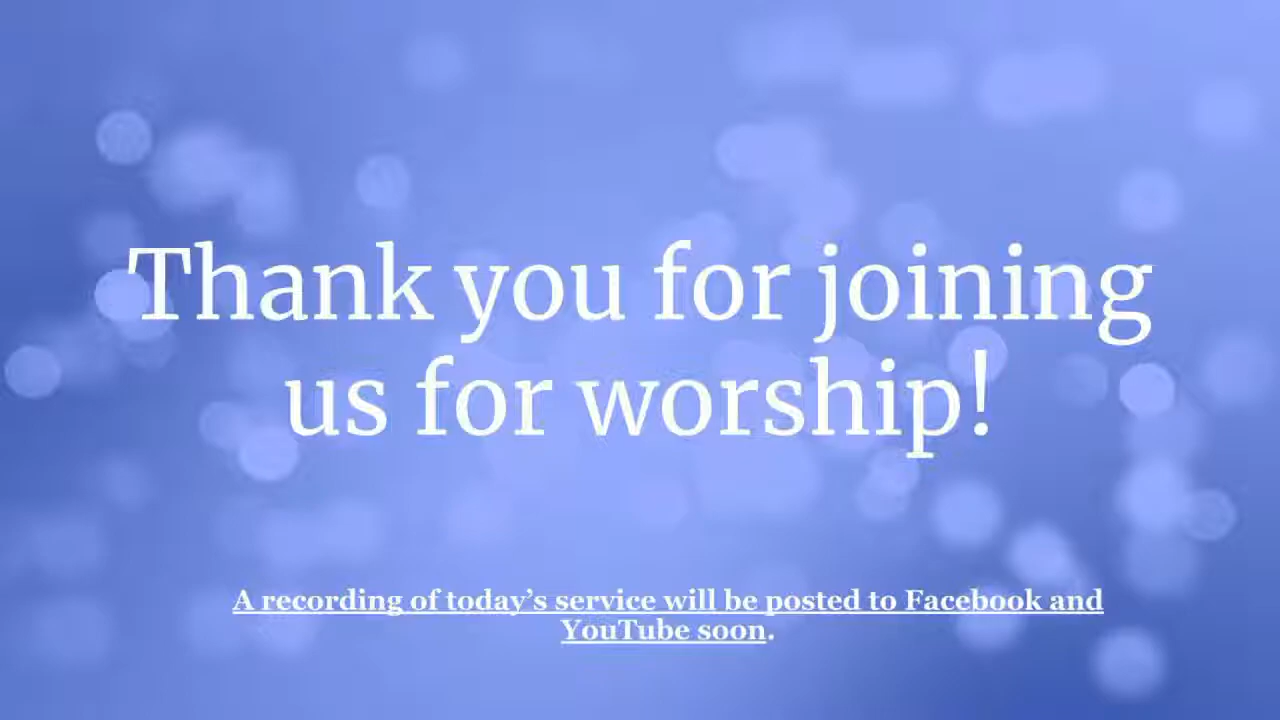 Thank you for joining
us for worship!
A recording of today’s service will be posted to Facebook and
YouTube soon.